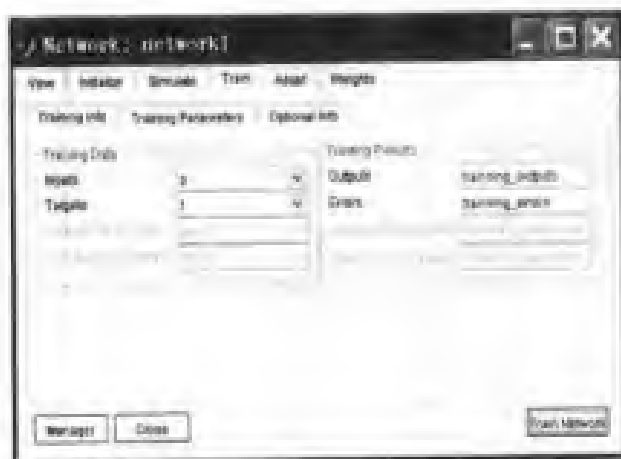 Network: network1
View Initialize Simulate Train Adapt Weights
Training Info Training Parameters Optional Info
Training Data
Inputs
Targets
Training Results
Outputs training_outputs
Errors training_errors
Manager Close
Train Network